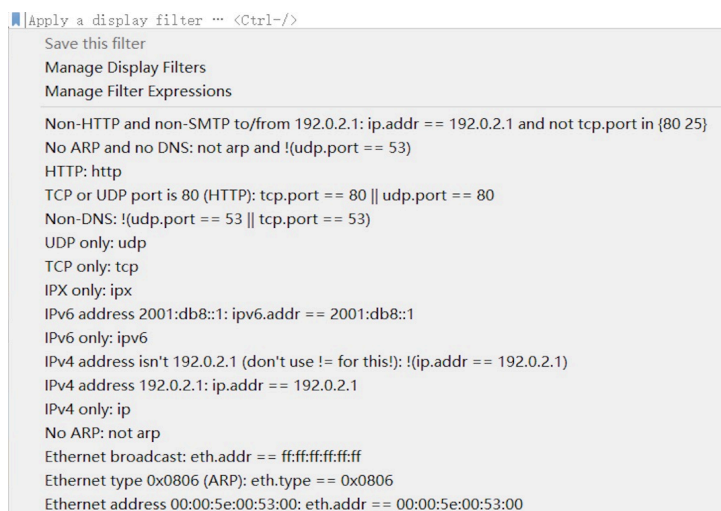 Apply a display filter … <Ctrl-/>
Save this filter
Manage Display Filters
Manage Filter Expressions
Non-HTTP and non-SMTP to/from 192.0.2.1: ip.addr == 192.0.2.1 and not tcp.port in {80 25}
No ARP and no DNS: not arp and !(udp.port == 53)
HTTP: http
TCP or UDP port is 80 (HTTP): tcp.port == 80 || udp.port == 80
Non-DNS: !(udp.port == 53 || tcp.port == 53)
UDP only: udp
TCP only: tcp
IPX only: ipx
IPv6 address 2001:db8::1: ipv6.addr == 2001:db8::1
IPv6 only: ipv6
IPv4 address isn't 192.0.2.1 (don't use != for this!): !(ip.addr == 192.0.2.1)
IPv4 address 192.0.2.1: ip.addr == 192.0.2.1
IPv4 only: ip
No ARP: not arp
Ethernet broadcast: eth.addr == ff:ff:ff:ff:ff:ff
Ethernet type 0x0806 (ARP): eth.type == 0x0806
Ethernet address 00:00:5e:00:53:00: eth.addr == 00:00:5e:00:53:00